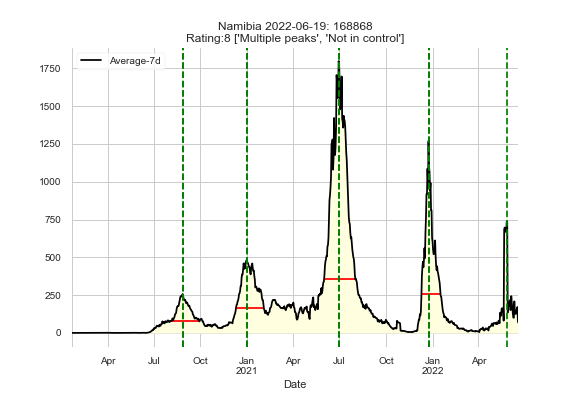 Namibia 2022-06-19: 168868
Rating:8 ['Multiple peaks', 'Not in control']
Average-7d
1750
1500
1250
1000
750
500
250
0
Apr Jul Oct Jan Apr Jul Oct Jan Apr
2021 2022
Date